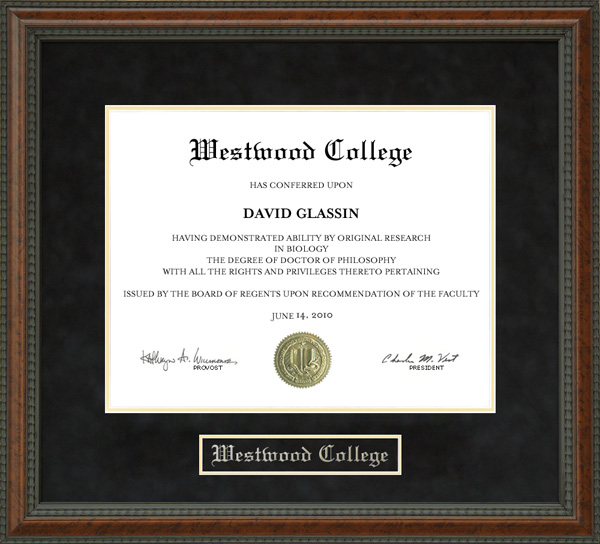 Westwood College
HAS CONFERRED UPON
DAVID GLASSIN
HAVING DEMONSTRATED ABILITY BY ORIGINAL RESEARCH
IN BIOLOGY
THE DEGREE OF DOCTOR OF PHILOSOPHY
WITH ALL THE RIGHTS AND PRIVILEGES THERETO PERTAINING
ISSUED BY THE BOARD OF REGENTS UPON RECOMMENDATION OF THE FACULTY
JUNE 14, 2010
Charles M. Vest
PROVOST
PRESIDENT
Westwood College